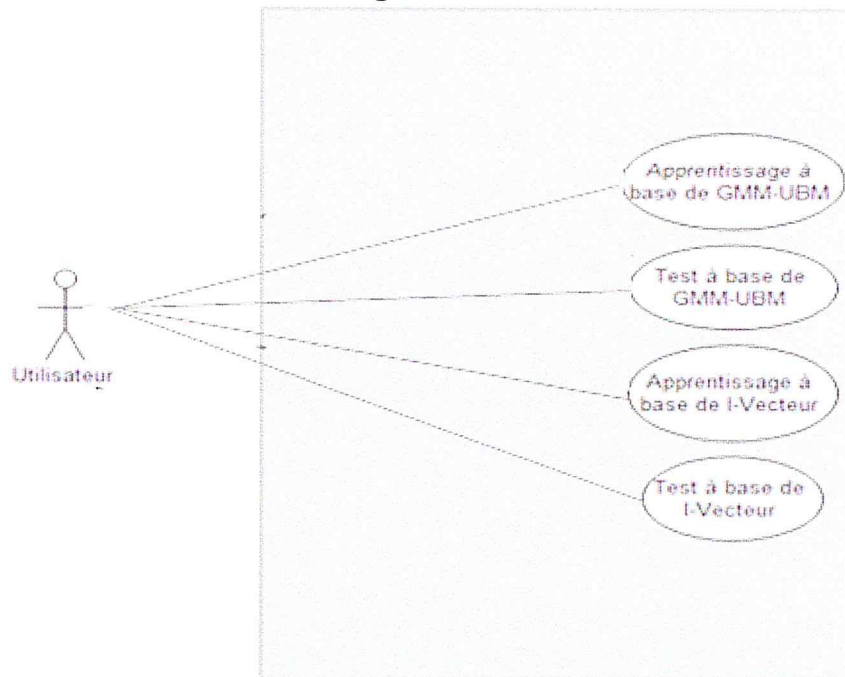 Apprentissage à
base de GMM-UBM
Test à base de
GMM-UBM
Utilisateur
Apprentissage à
base de I-Vecteur
Test à base de
I-Vecteur